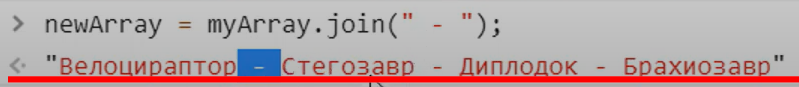 > newArray = myArray.join(" - ");
<· "Велоцираптор - Стегозавр - Диплодок - Брахиозавр"